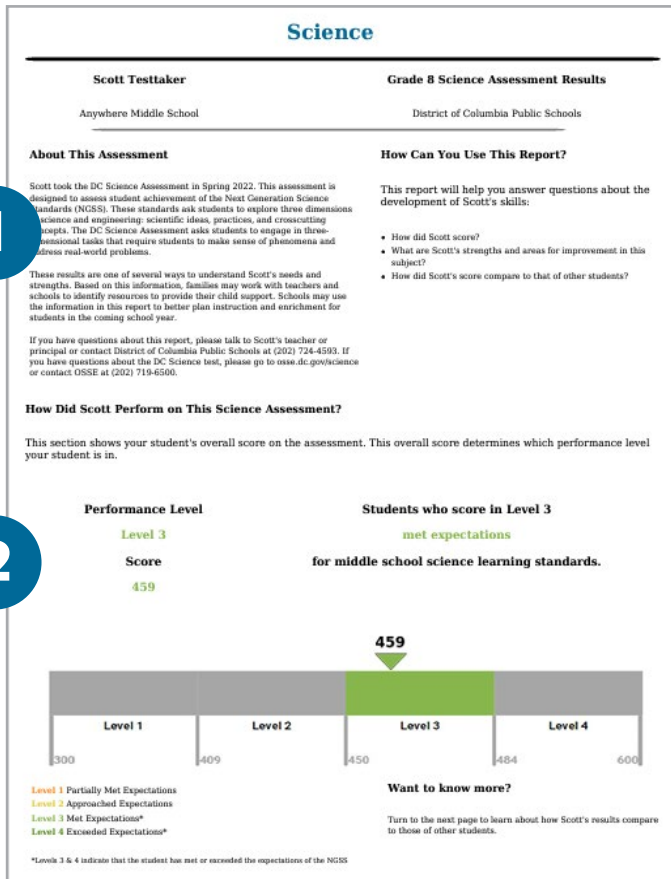 Science
Scott Testtaker
Grade 8 Science Assessment Results
Anywhere Middle School
District of Columbia Public Schools
About This Assessment
Scott took the DC Science Assessment in Spring 2022. This assessment is
designed to assess student achievement of the Next Generation Science
tandards (NGSS). These standards ask students to explore three dimensions
science and engineering: scientific ideas, practices, and crosscutting
ncepts. The DC Science Assessment asks students to engage in three-
mensional tasks that require students to make sense of phenomena and
dress real-world problems.
These results are one of several ways to understand Scott's needs and
strengths. Based on this information, families may work with teachers and
schools to identify resources to provide their child support. Schools may use
the information in this report to better plan instruction and enrichment for
students in the coming school year.
If you have questions about this report, please talk to Scott's teacher or
principal or contact District of Columbia Public Schools at (202) 724-4593. If
you have questions about the DC Science test, please go to osse.dc.gov/science
or contact OSSE at (202) 719-6500.
How Can You Use This Report?
This report will help you answer questions about the
development of Scott's skills:
• How did Scott score?
• What are Scott's strengths and areas for improvement in this
subject?
• How did Scott's score compare to that of other students?
1
How Did Scott Perform on This Science Assessment?
This section shows your student's overall score on the assessment. This overall score determines which performance level
your student is in.
2
Performance Level
Level 3
Score
459
Students who score in Level 3
met expectations
for middle school science learning standards.
459
Level 1 Level 2 Level 3 Level 4
300 409 450 484 600
Level 1 Partially Met Expectations
Level 2 Approached Expectations
Level 3 Met Expectations*
Level 4 Exceeded Expectations*
Want to know more?
Turn to the next page to learn about how Scott's results compare
to those of other students.
*Levels 3 & 4 indicate that the student has met or exceeded the expectations of the NGSS